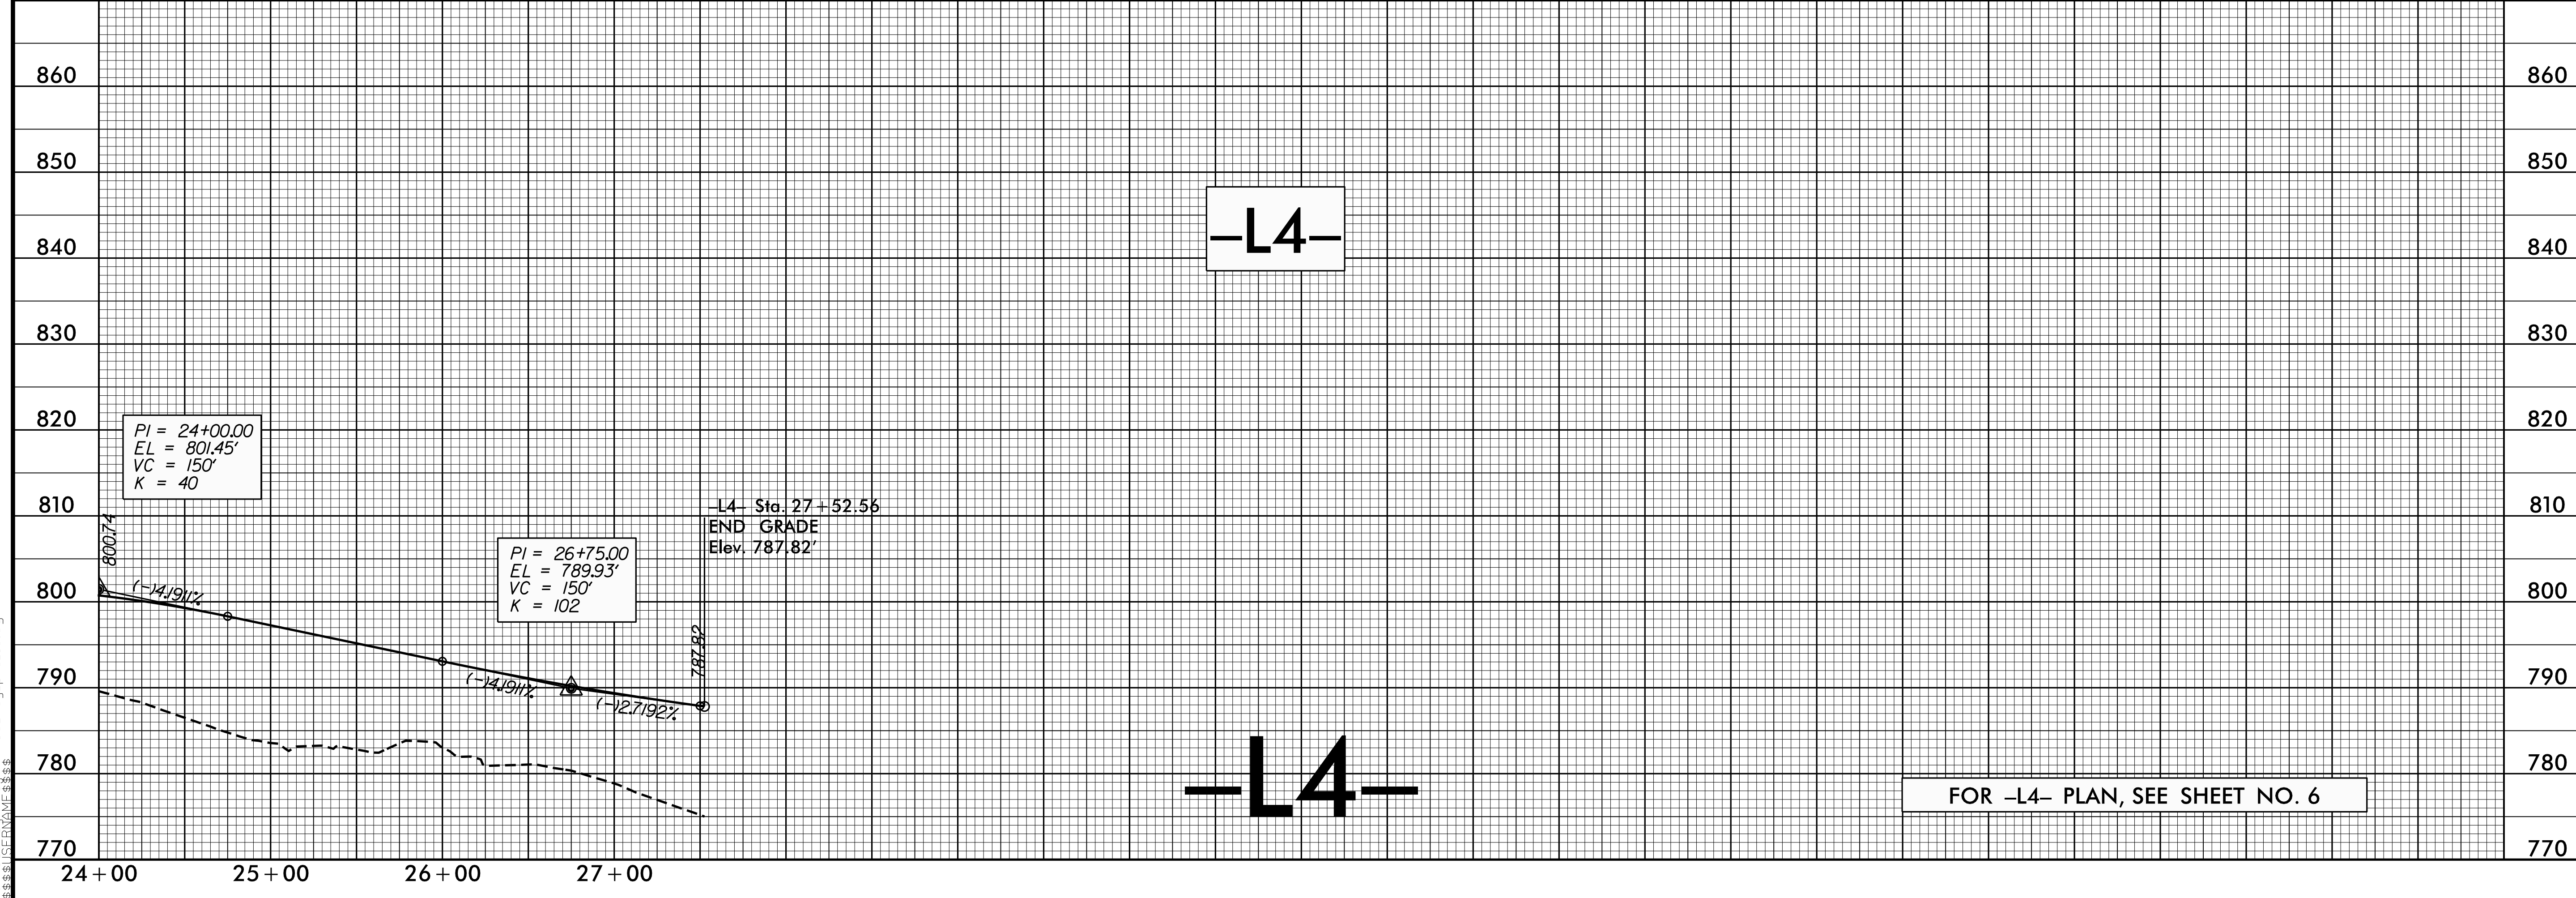 860
860
850
850
–L4–
840
840
830
830
820
820
PI = 24+00.00
EL = 801.45'
VC = 150'
K = 40
810
810
800.74
–L4– Sta. 27+52.56
END GRADE
Elev. 787.82'
PI = 26+75.00
EL = 789.93'
VC = 150'
K = 102
800
800
(-)4.1911%
787.82
790
790
(-)4.1911%
(-)2.7192%
780
780
–L4–
FOR –L4– PLAN, SEE SHEET NO. 6
770
770
24+00
25+00
26+00
27+00
$$$$$USERNAME$$$$